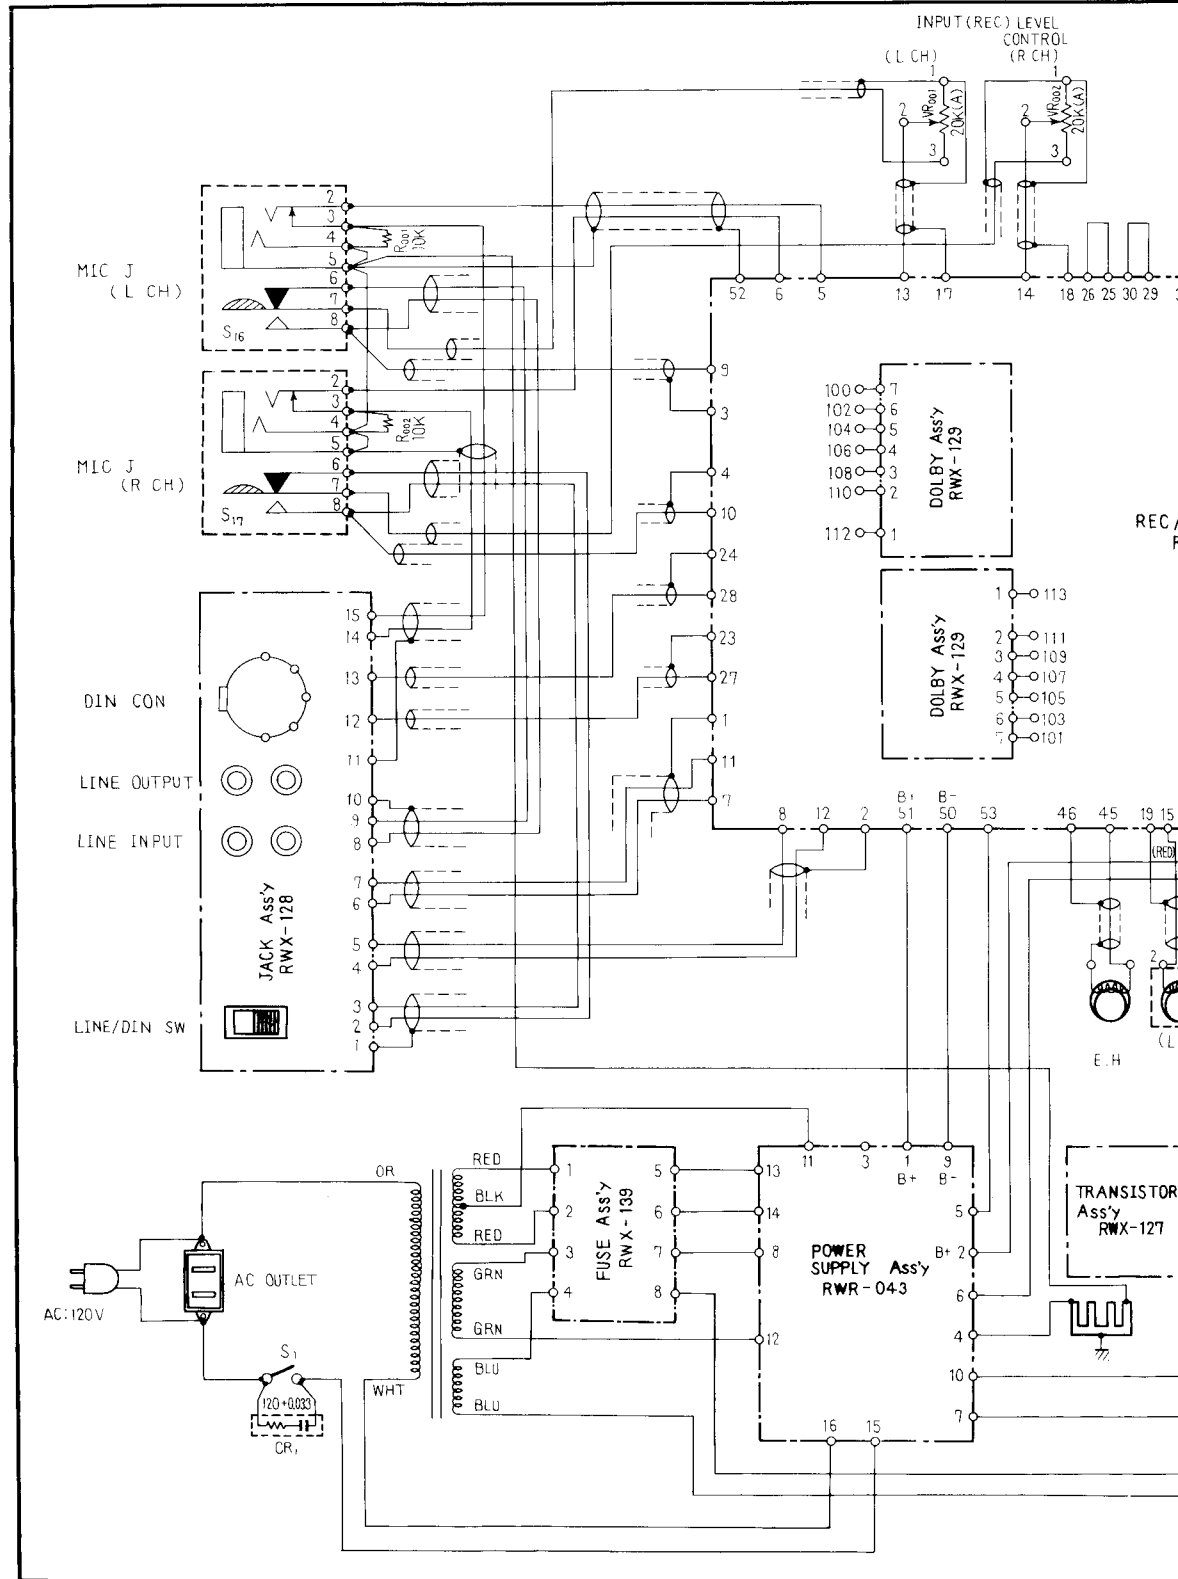 INPUT(REC) LEVEL
CONTROL
(L CH)
(R CH)
1
2
3
VR001
20K(A)
1
2
3
VR002
20K(A)
MIC J
(L CH)
S16
2
3
4
5
6
7
8
R001
10K
MIC J
(R CH)
S17
2
3
4
5
6
7
8
R002
10K
52 6 5 13 17 14 18 26 25 30 29
9
3
4
10
24
28
23
27
1
11
7
100 7
102 6
104 5
106 4
108 3
110 2
112 1
DOLBY Ass'y
RWX-129
REC/
1 113
2 111
3 109
4 107
5 105
6 103
7 101
DOLBY Ass'y
RWX-129
B+ B-
8 12 2 51 50 53 46 45 19 15
(RED)
DIN CON
LINE OUTPUT
LINE INPUT
JACK Ass'y
RWX-128
LINE/DIN SW
15
14
13
12
11
10
9
8
7
6
5
4
3
2
1
2
E.H
(L
OR
WHT
RED
BLK
RED
GRN
GRN
BLU
BLU
FUSE Ass'y
RWX-139
1 5
2 6
3 7
4 8
POWER
SUPPLY Ass'y
RWR-043
11 3 1 9
B+ B-
13
14
8
12
5
B+ 2
6
4
10
7
16 15
TRANSISTOR
Ass'y
RWX-127
AC OUTLET
AC:120V
S1
120+0.033
CR1